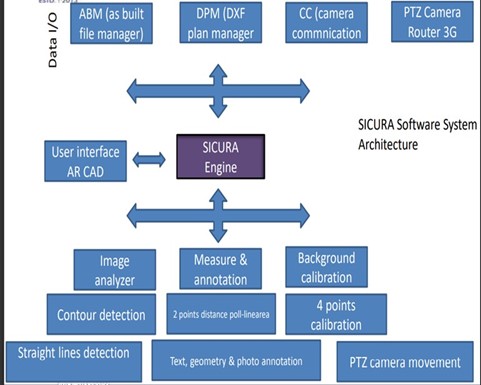 Data I/O
ABM (as built
file manager)
DPM (DXF
plan manager
CC (camera
commnication
PTZ Camera
Router 3G
SICURA Software System
Architecture
User interface
AR CAD
SICURA
Engine
Image
analyzer
Measure &
annotation
Background
calibration
Contour detection
2 points distance poll-linearea
4 points
calibration
Straight lines detection
Text, geometry & photo annotation
PTZ camera movement